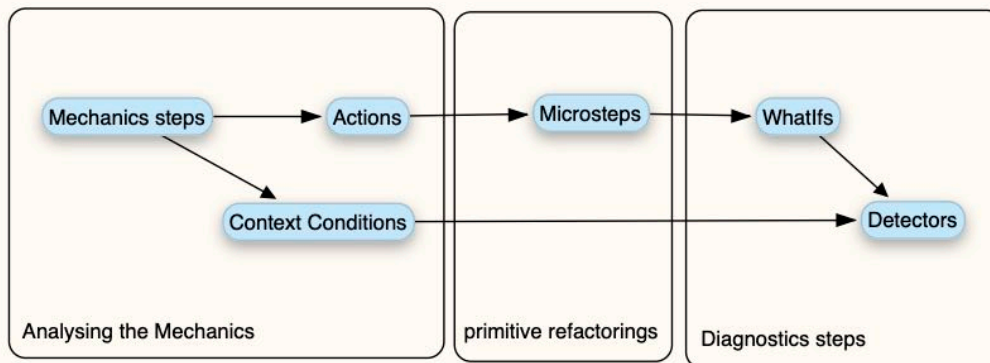 Mechanics steps
Actions
Microsteps
WhatIfs
Context Conditions
Detectors
Analysing the Mechanics
primitive refactorings
Diagnostics steps